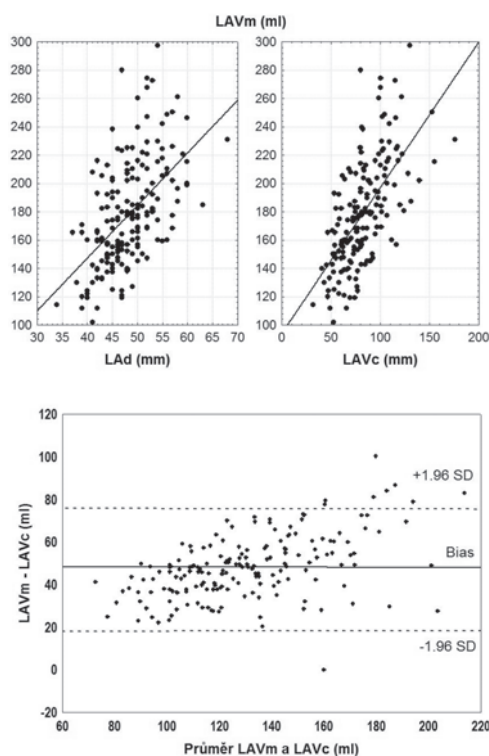 LAVm (ml)
300
280
260
240
220
200
180
160
140
120
100
30 35 40 45 50 55 60 65 70
LAd (mm)
300
280
260
240
220
200
180
160
140
120
100
0 50 100 150 200
LAVc (mm)
120
100
80
60
40
20
0
-20
LAVm - LAVc (ml)
+1.96 SD
Bias
-1.96 SD
60 80 100 120 140 160 180 200 220
Průměr LAVm a LAVc (ml)